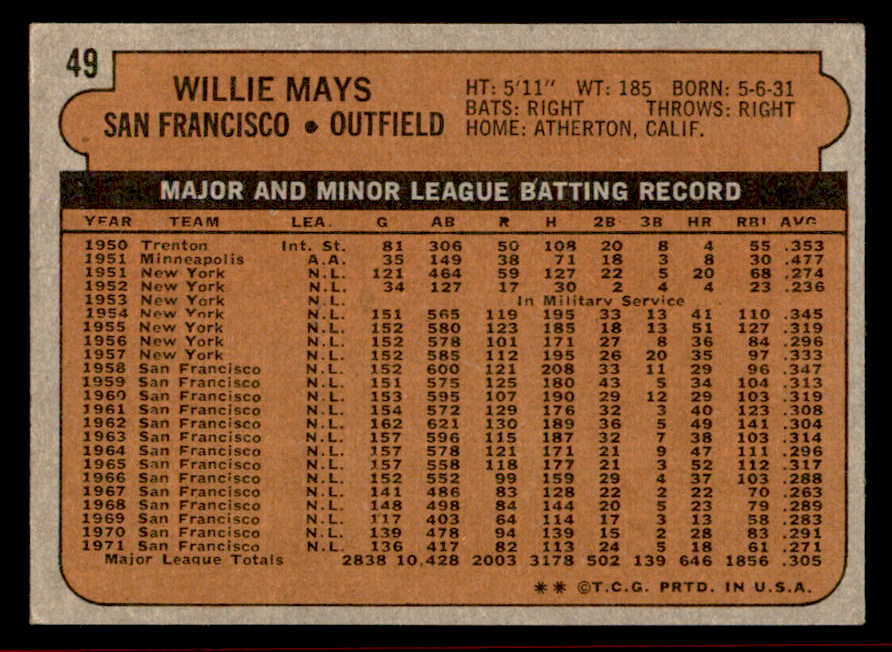 49
WILLIE MAYS
SAN FRANCISCO • OUTFIELD
HT: 5'11" WT: 185 BORN: 5-6-31
BATS: RIGHT THROWS: RIGHT
HOME: ATHERTON, CALIF.
MAJOR AND MINOR LEAGUE BATTING RECORD
YEAR TEAM LEA. G AB R H 2B 3B HR RBI AVG
1950 Trenton Int. St. 81 306 50 108 20 8 4 55 .353
1951 Minneapolis A.A. 35 149 38 71 18 3 8 30 .477
1951 New York N.L. 121 464 59 127 22 5 20 68 .274
1952 New York N.L. 34 127 17 30 2 4 4 23 .236
1953 New York N.L. In Military Service
1954 New York N.L. 151 565 119 195 33 13 41 110 .345
1955 New York N.L. 152 580 123 185 18 13 51 127 .319
1956 New York N.L. 152 578 101 171 27 8 36 84 .296
1957 New York N.L. 152 585 112 195 26 20 35 97 .333
1958 San Francisco N.L. 152 600 121 208 33 11 29 96 .347
1959 San Francisco N.L. 151 575 125 180 43 5 34 104 .313
1960 San Francisco N.L. 153 595 107 190 29 12 29 103 .319
1961 San Francisco N.L. 154 572 129 176 32 3 40 123 .308
1962 San Francisco N.L. 162 621 130 189 36 5 49 141 .304
1963 San Francisco N.L. 157 596 115 187 32 7 38 103 .314
1964 San Francisco N.L. 157 578 121 171 21 9 47 111 .296
1965 San Francisco N.L. 157 558 118 177 21 3 52 112 .317
1966 San Francisco N.L. 152 552 99 159 29 4 37 103 .288
1967 San Francisco N.L. 141 486 83 128 22 2 22 70 .263
1968 San Francisco N.L. 148 498 84 144 20 5 23 79 .289
1969 San Francisco N.L. 117 403 64 114 17 3 13 58 .283
1970 San Francisco N.L. 139 478 94 139 15 2 28 83 .291
1971 San Francisco N.L. 136 417 82 113 24 5 18 61 .271
Major League Totals 2838 10,428 2003 3178 502 139 646 1856 .305
** ©T.C.G. PRTD. IN U.S.A.